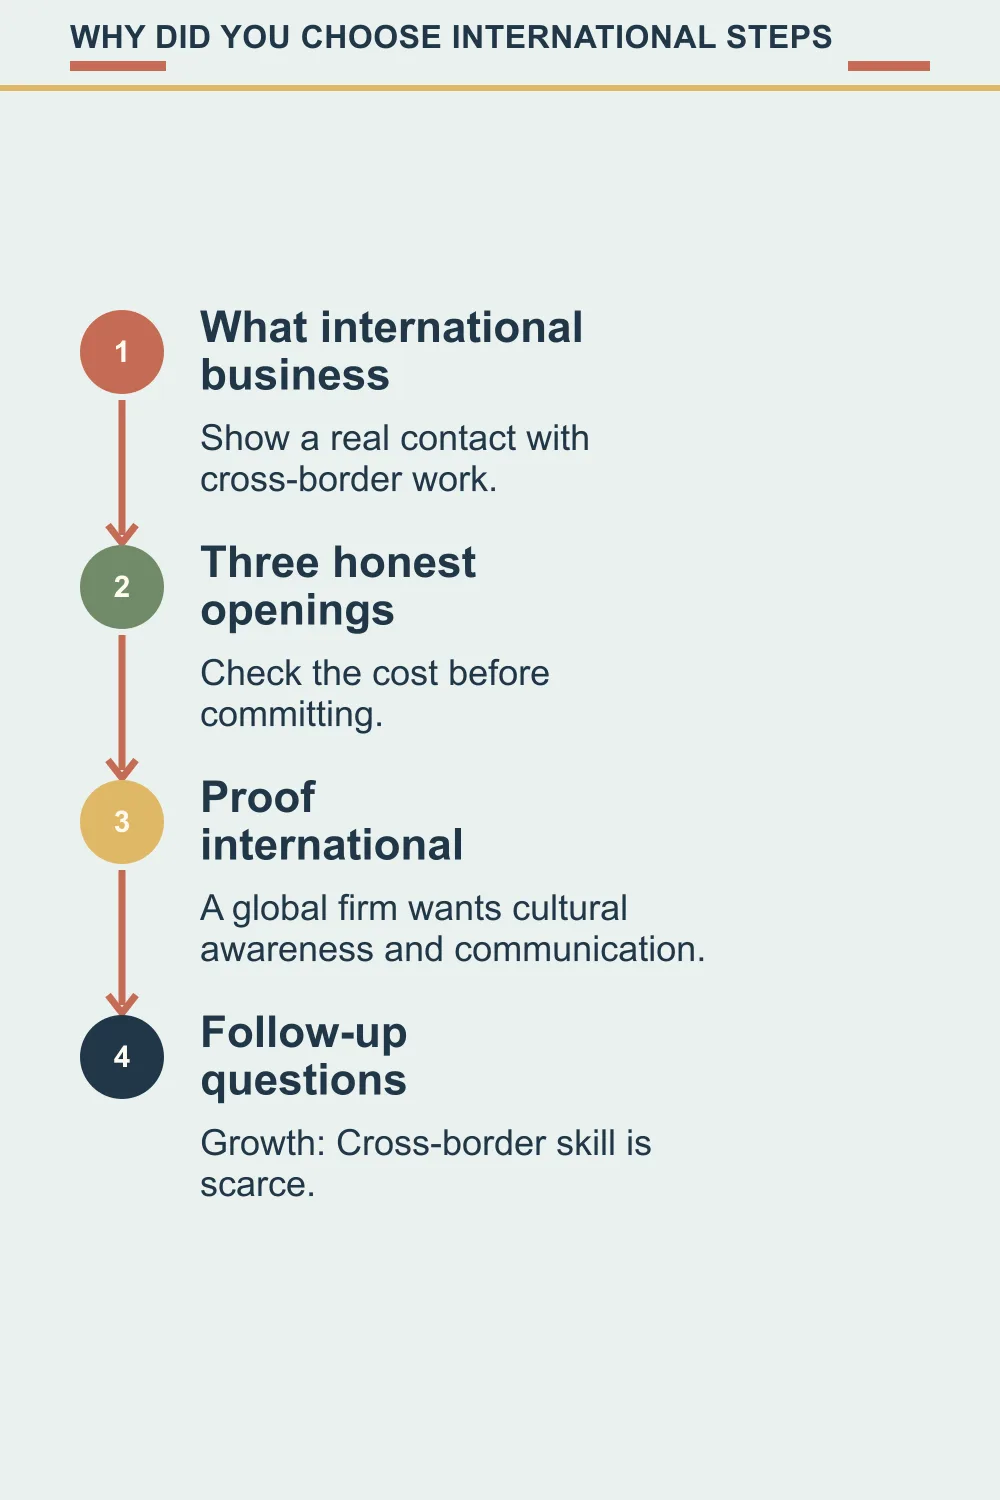 WHY DID YOU CHOOSE INTERNATIONAL STEPS
1
What international
business
Show a real contact with
cross-border work.
2
Three honest
openings
Check the cost before
committing.
3
Proof
international
A global firm wants cultural
awareness and communication.
4
Follow-up
questions
Growth: Cross-border skill is
scarce.